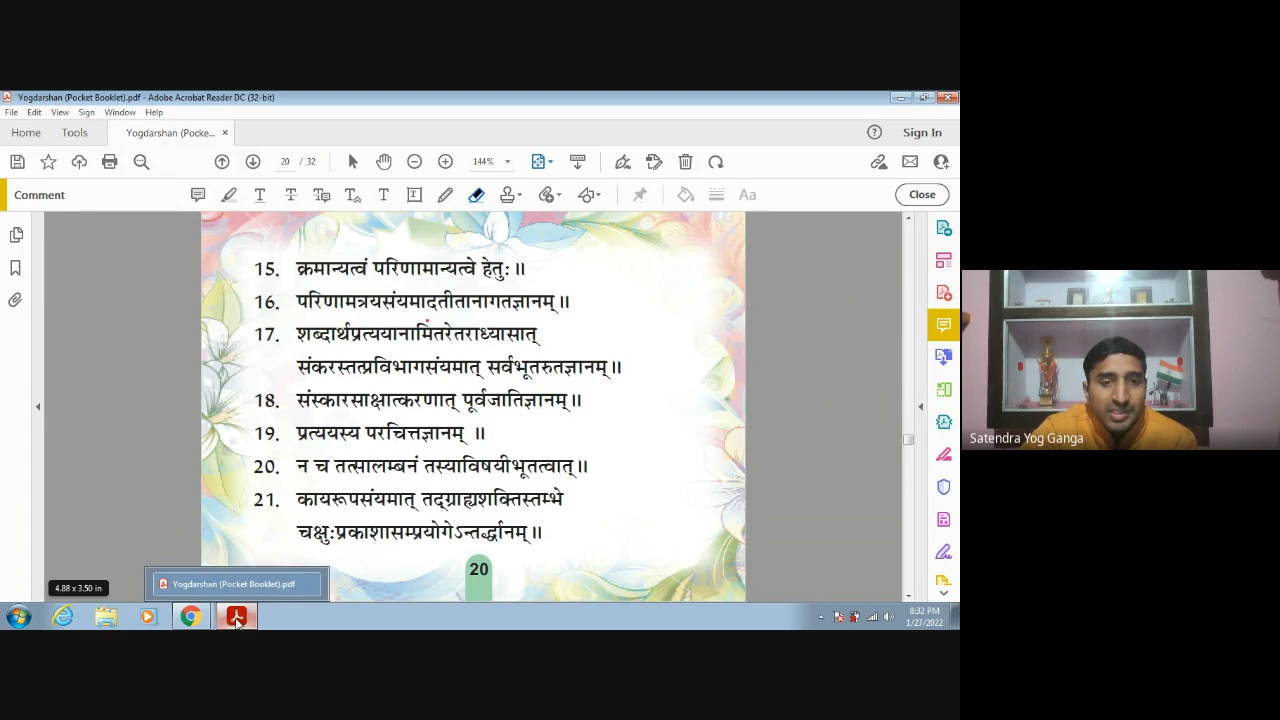 Yogdarshan (Pocket Booklet).pdf - Adobe Acrobat Reader DC (32-bit)
File Edit View Sign Window Help
Home Tools Yogdarshan (Pocke... × Sign In
20 / 32 144%
Comment Close
15. क्रमान्यत्वं परिणामान्यत्वे हेतुः॥
16. परिणामत्रयसंयमादतीतानागतज्ञानम्॥
17. शब्दार्थप्रत्ययानामितरेतराध्यासात्
संकरस्तत्प्रविभागसंयमात् सर्वभूतरुतज्ञानम्॥
18. संस्कारसाक्षात्करणात् पूर्वजातिज्ञानम्॥
19. प्रत्ययस्य परचित्तज्ञानम् ॥
20. न च तत्सालम्बनं तस्याविषयीभूतत्वात्॥
21. कायरूपसंयमात् तद्ग्राह्यशक्तिस्तम्भे
चक्षुःप्रकाशासम्प्रयोगेऽन्तर्द्धानम्॥
20
4.88 x 3.50 in
Yogdarshan (Pocket Booklet).pdf
8:32 PM
1/27/2022
Satendra Yog Ganga